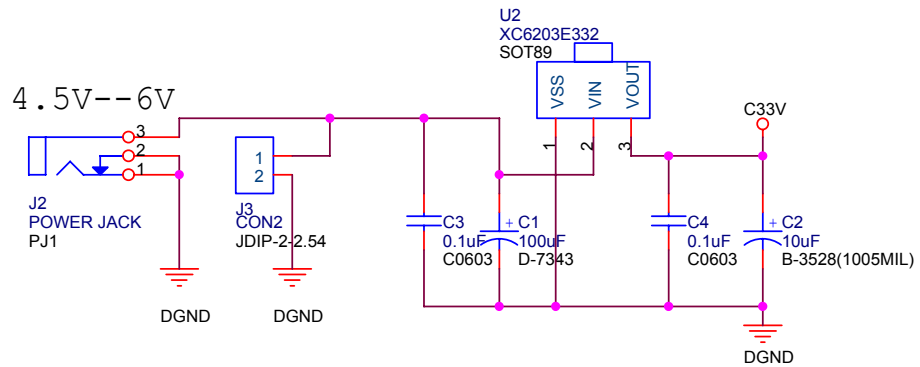 U2
XC6203E332
SOT89
VSS
VIN
VOUT
1
2
3
4.5V--6V
3
2
1
J2
POWER JACK
PJ1
1
2
J3
CON2
JDIP-2-2.54
DGND
DGND
C3
0.1uF
C0603
+
C1
100uF
D-7343
C33V
C4
0.1uF
C0603
+
C2
10uF
B-3528(1005MIL)
DGND